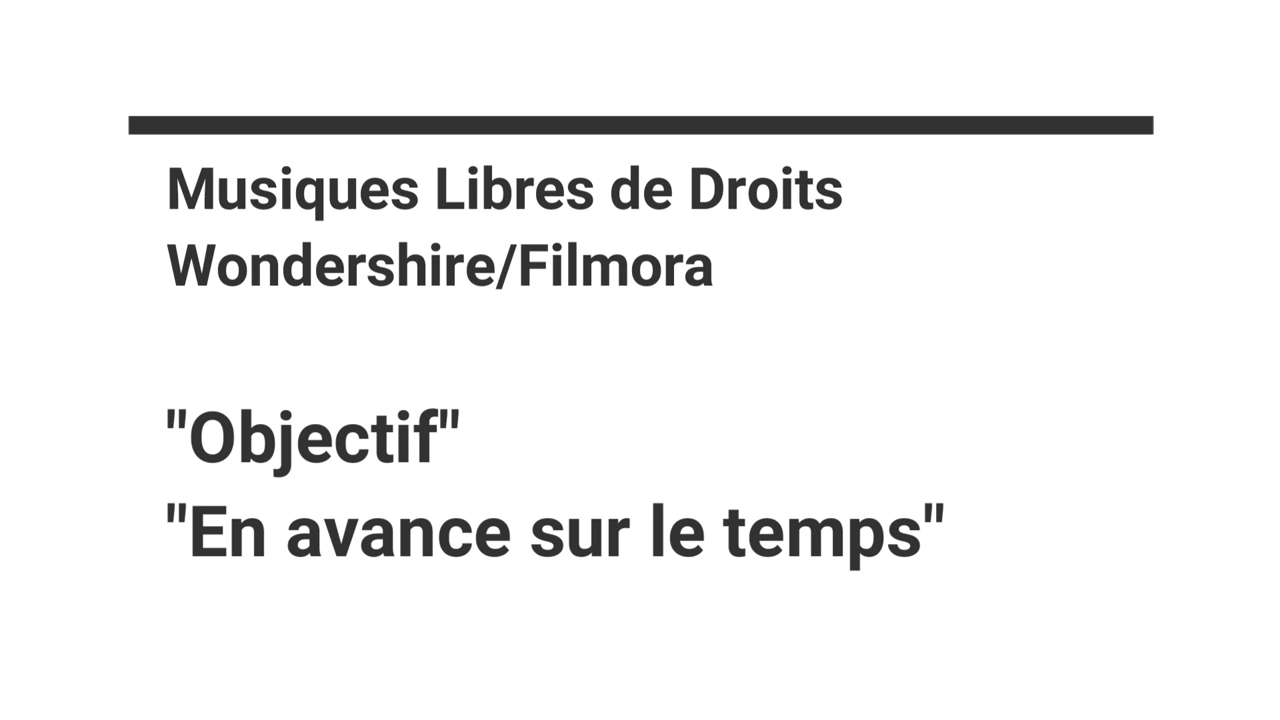 Musiques Libres de Droits
Wondershire/Filmora
"Objectif"
"En avance sur le temps"